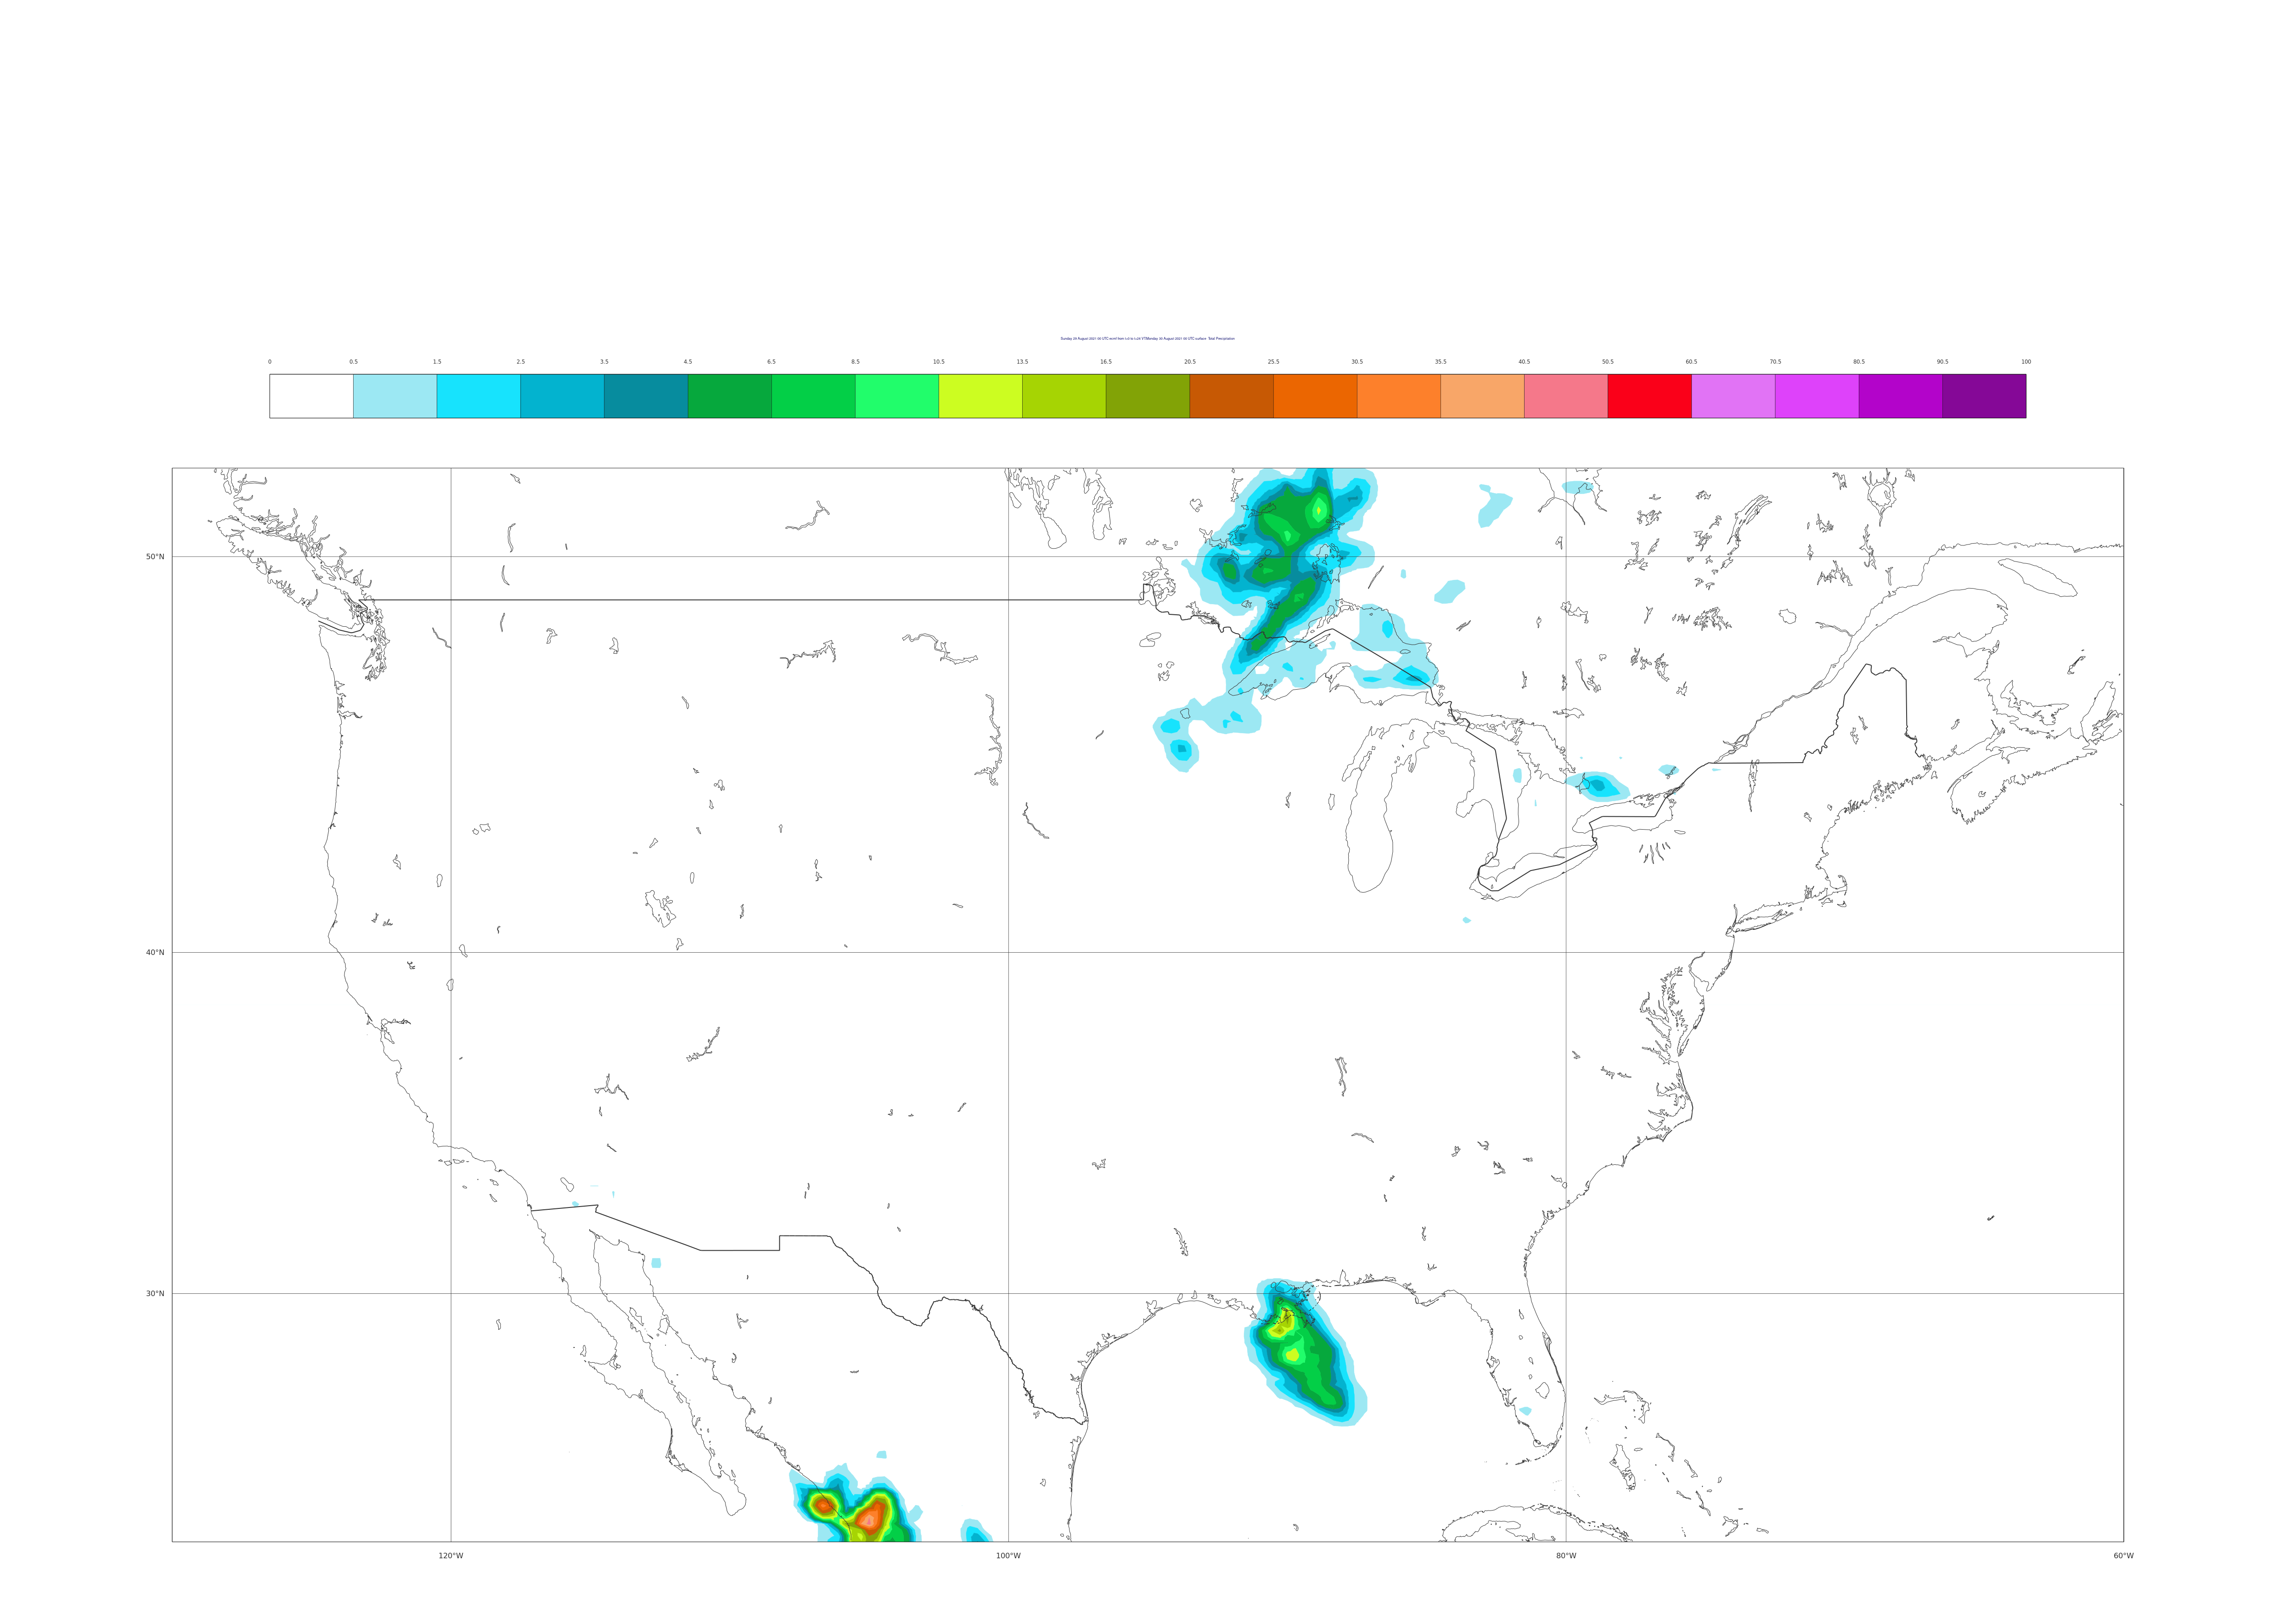 Sunday 29 August 2021 00 UTC ecmf t+24 VT:Monday 30 August 2021 00 UTC surface Total Precipitation
0 0.5 1.5 2.5 3.5 4.5 6.5 8.5 10.5 13.5 16.5 20.5 25.5 30.5 35.5 40.5 50.5 60.5 70.5 80.5 90.5 100
50°N
40°N
30°N
120°W 100°W 80°W 60°W